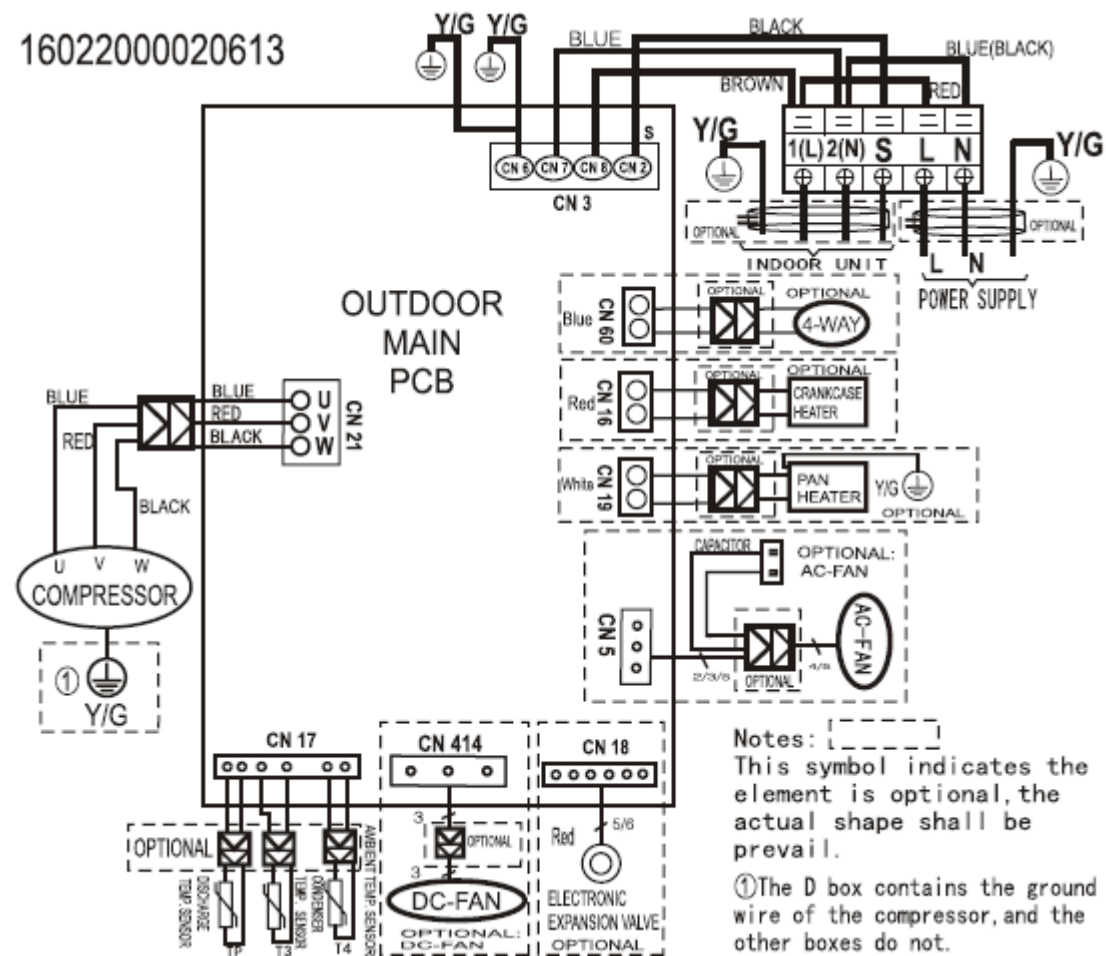 16022000020613
Y/G Y/G
BLUE
BLACK
BLUE(BLACK)
BROWN
RED
Y/G
1(L) 2(N) S L N
Y/G
S
CN 6 CN 7 CN 8 CN 2
CN 3
OPTIONAL
OPTIONAL
INDOOR UNIT
L N
POWER SUPPLY
OUTDOOR
MAIN
PCB
Blue
CN 60
OPTIONAL
OPTIONAL
4-WAY
Red
CN 16
OPTIONAL
OPTIONAL
CRANKCASE
HEATER
White
CN 19
OPTIONAL
PAN
HEATER
Y/G
OPTIONAL
BLUE
RED
BLACK
BLUE
RED
BLACK
U
V
W
CN 21
U V W
COMPRESSOR
①
Y/G
CAPACITOR
OPTIONAL:
AC-FAN
CN 5
2/3/5
OPTIONAL
4/5
AC-FAN
CN 17
OPTIONAL
DISCHARGE
TEMP. SENSOR
TP
CONDENSER
TEMP. SENSOR
T3
AMBIENT TEMP. SENSOR
T4
CN 414
3
OPTIONAL
3
DC-FAN
OPTIONAL:
DC-FAN
CN 18
Red
5/6
ELECTRONIC
EXPANSION VALVE
OPTIONAL
Notes:
This symbol indicates the
element is optional, the
actual shape shall be
prevail.
①The D box contains the ground
wire of the compressor, and the
other boxes do not.